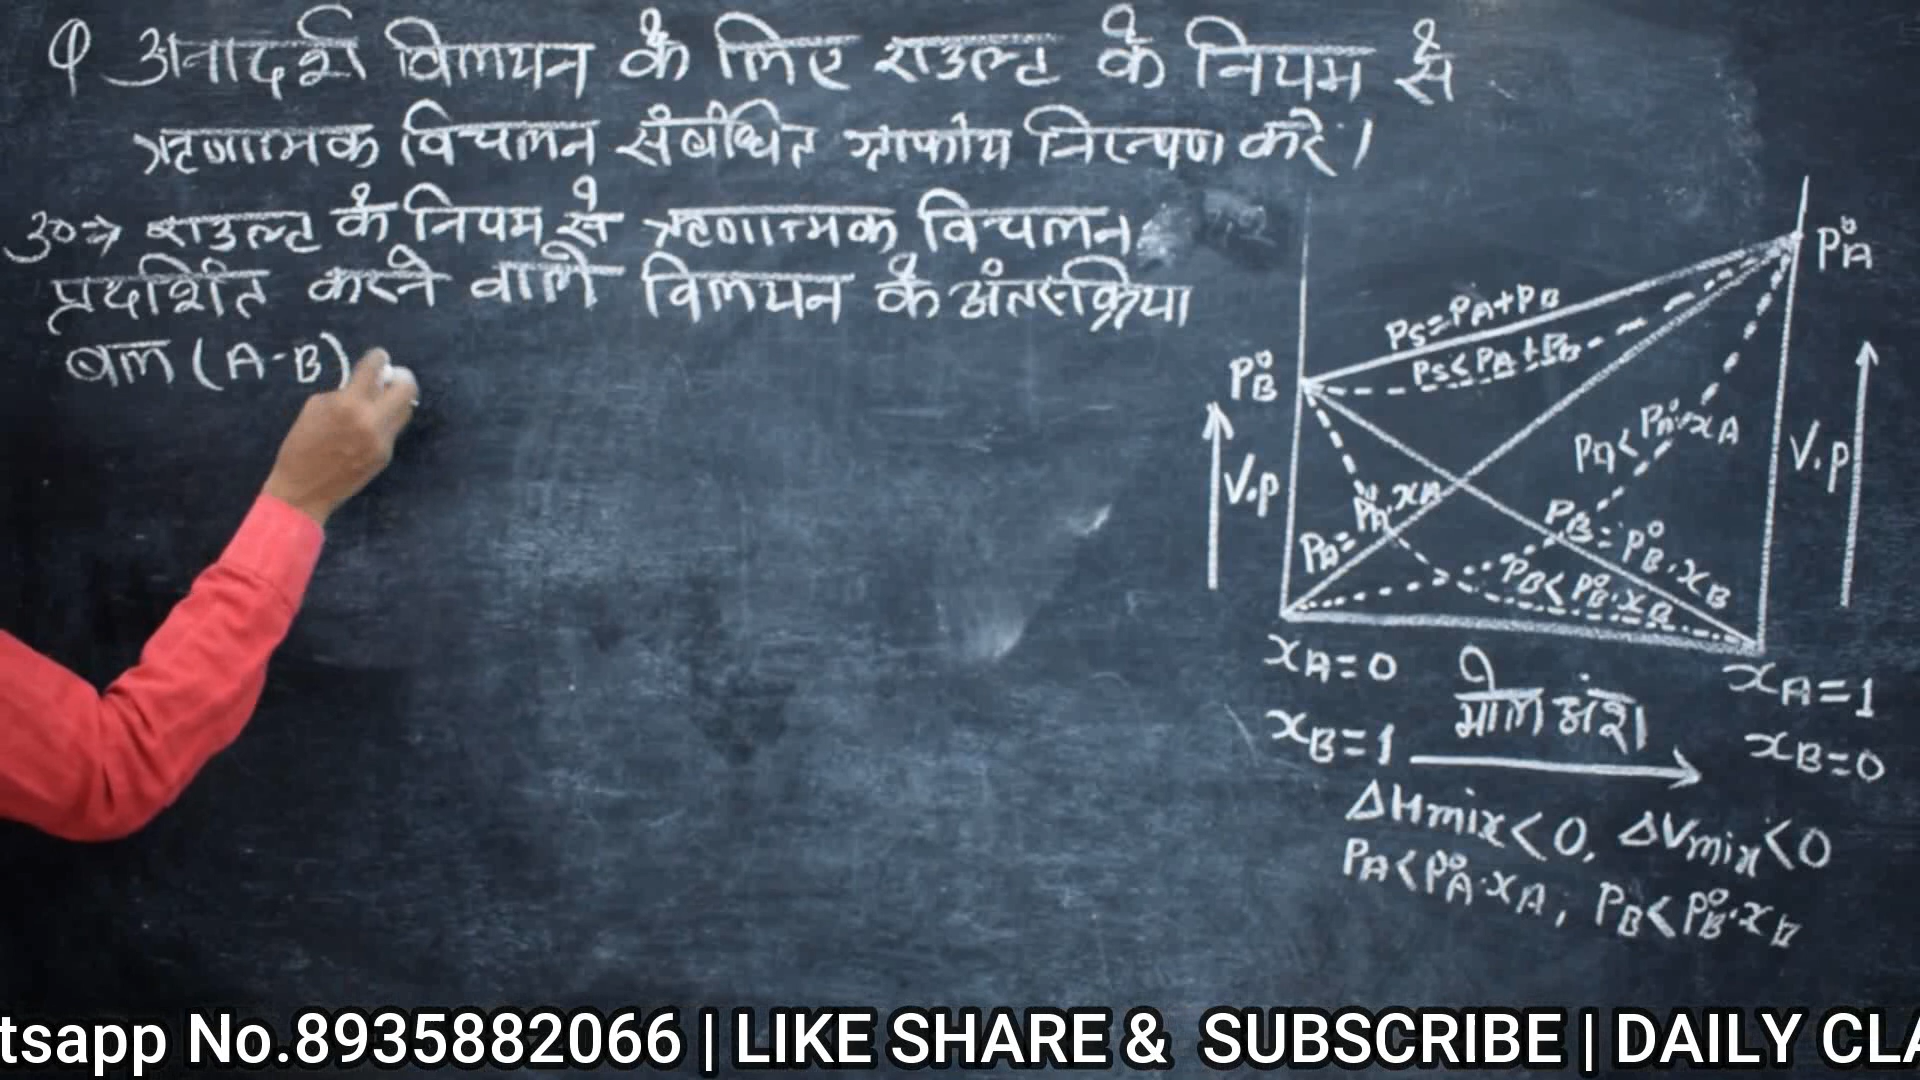 Q अनादर्श विलयन के लिए राउल्ट के नियम से
ऋणात्मक विचलन संबंधित ग्राफीय निरूपण करें।
उ०⇒ राउल्ट के नियम से ऋणात्मक विचलन
प्रदर्शित करने वाले विलयन के अंतःक्रिया
बल (A-B)
P°A
Ps=PA+PB
Ps<PA+PB
P°B
PA<P°A·xA
V.P
V.P
P°A·xA
PB=P°B·xB
PB<P°B·xB
xA=0
मोल अंश
xA=1
xB=1
xB=0
ΔHmix<0, ΔVmix<0
PA<P°A·xA, PB<P°B·xB
tsapp No.8935882066 | LIKE SHARE & SUBSCRIBE | DAILY CLA